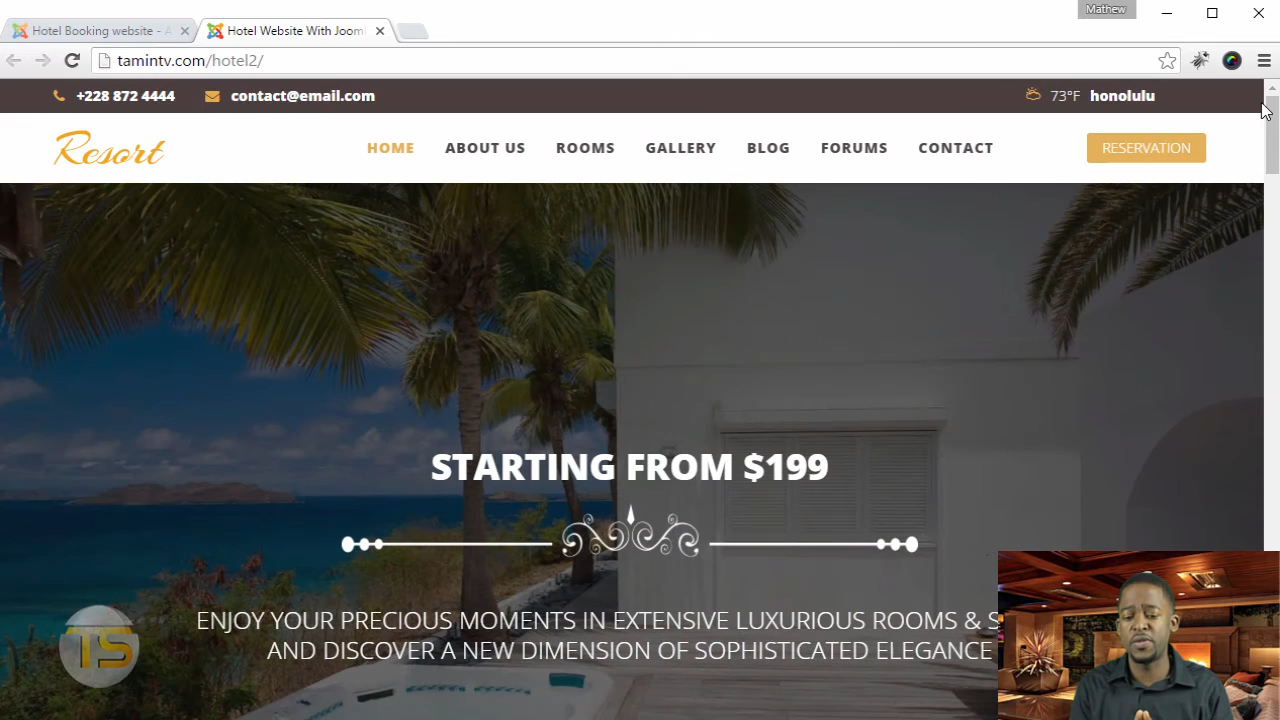 Mathew
Hotel Booking website -
Hotel Website With Jooml
tamintv.com/hotel2/
+228 872 4444 contact@email.com 73°F honolulu
Resort
HOME ABOUT US ROOMS GALLERY BLOG FORUMS CONTACT RESERVATION
STARTING FROM $199
ENJOY YOUR PRECIOUS MOMENTS IN EXTENSIVE LUXURIOUS ROOMS & S
AND DISCOVER A NEW DIMENSION OF SOPHISTICATED ELEGANCE
TS